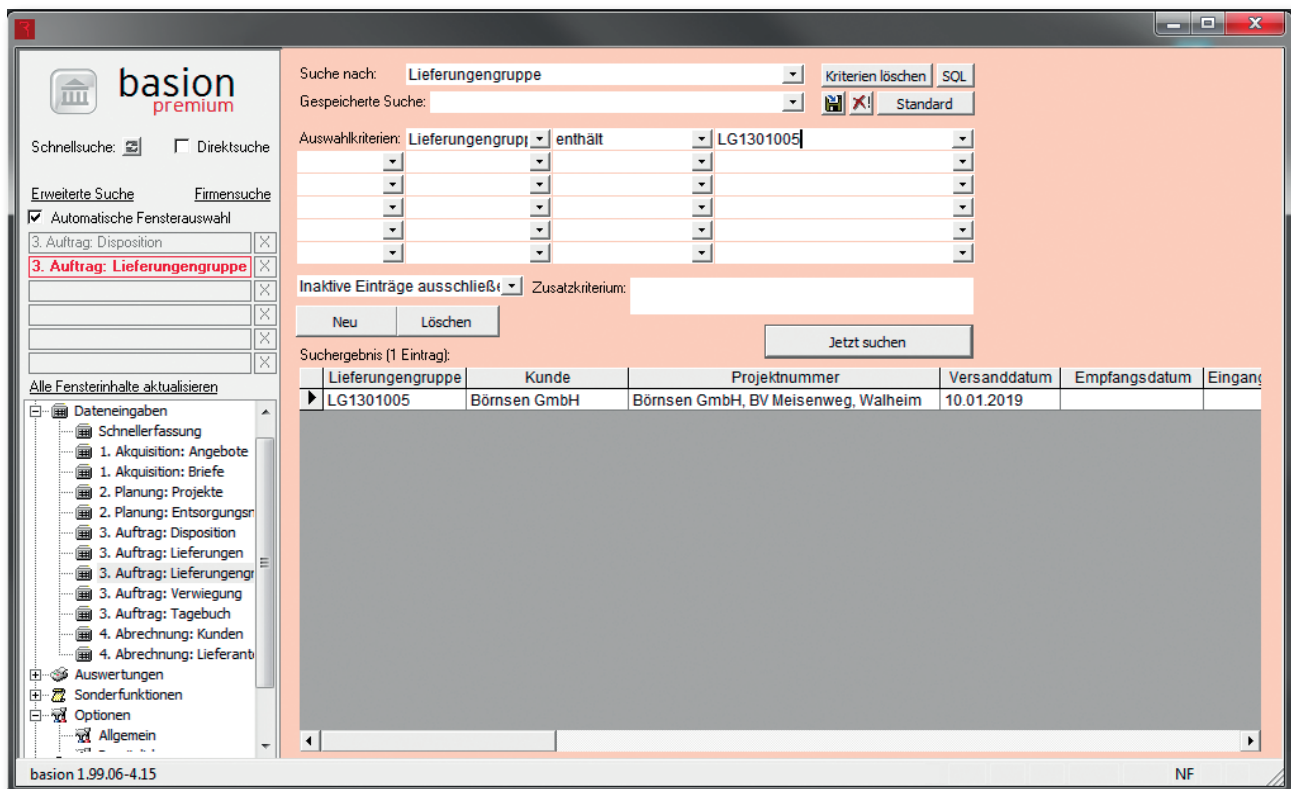 basion
premium
Schnellsuche:
Direktsuche
Erweiterte Suche Firmensuche
Automatische Fensterauswahl
3. Auftrag: Disposition X
3. Auftrag: Lieferungengruppe X
X
X
X
X
Alle Fensterinhalte aktualisieren
Dateneingaben
Schnellerfassung
1. Akquisition: Angebote
1. Akquisition: Briefe
2. Planung: Projekte
2. Planung: Entsorgungsn
3. Auftrag: Disposition
3. Auftrag: Lieferungen
3. Auftrag: Lieferungengr
3. Auftrag: Verwiegung
3. Auftrag: Tagebuch
4. Abrechnung: Kunden
4. Abrechnung: Lieferant
Auswertungen
Sonderfunktionen
Optionen
Allgemein
Suche nach: Lieferungengruppe Kriterien löschen SQL
Gespeicherte Suche: Standard
Auswahlkriterien: Lieferungengrupp enthält LG1301005
Inaktive Einträge ausschließe Zusatzkriterium:
Neu Löschen
Jetzt suchen
Suchergebnis (1 Eintrag):
Lieferungengruppe Kunde Projektnummer Versanddatum Empfangsdatum Eingang
LG1301005 Börnsen GmbH Börnsen GmbH, BV Meisenweg, Walheim 10.01.2019
basion 1.99.06-4.15 NF